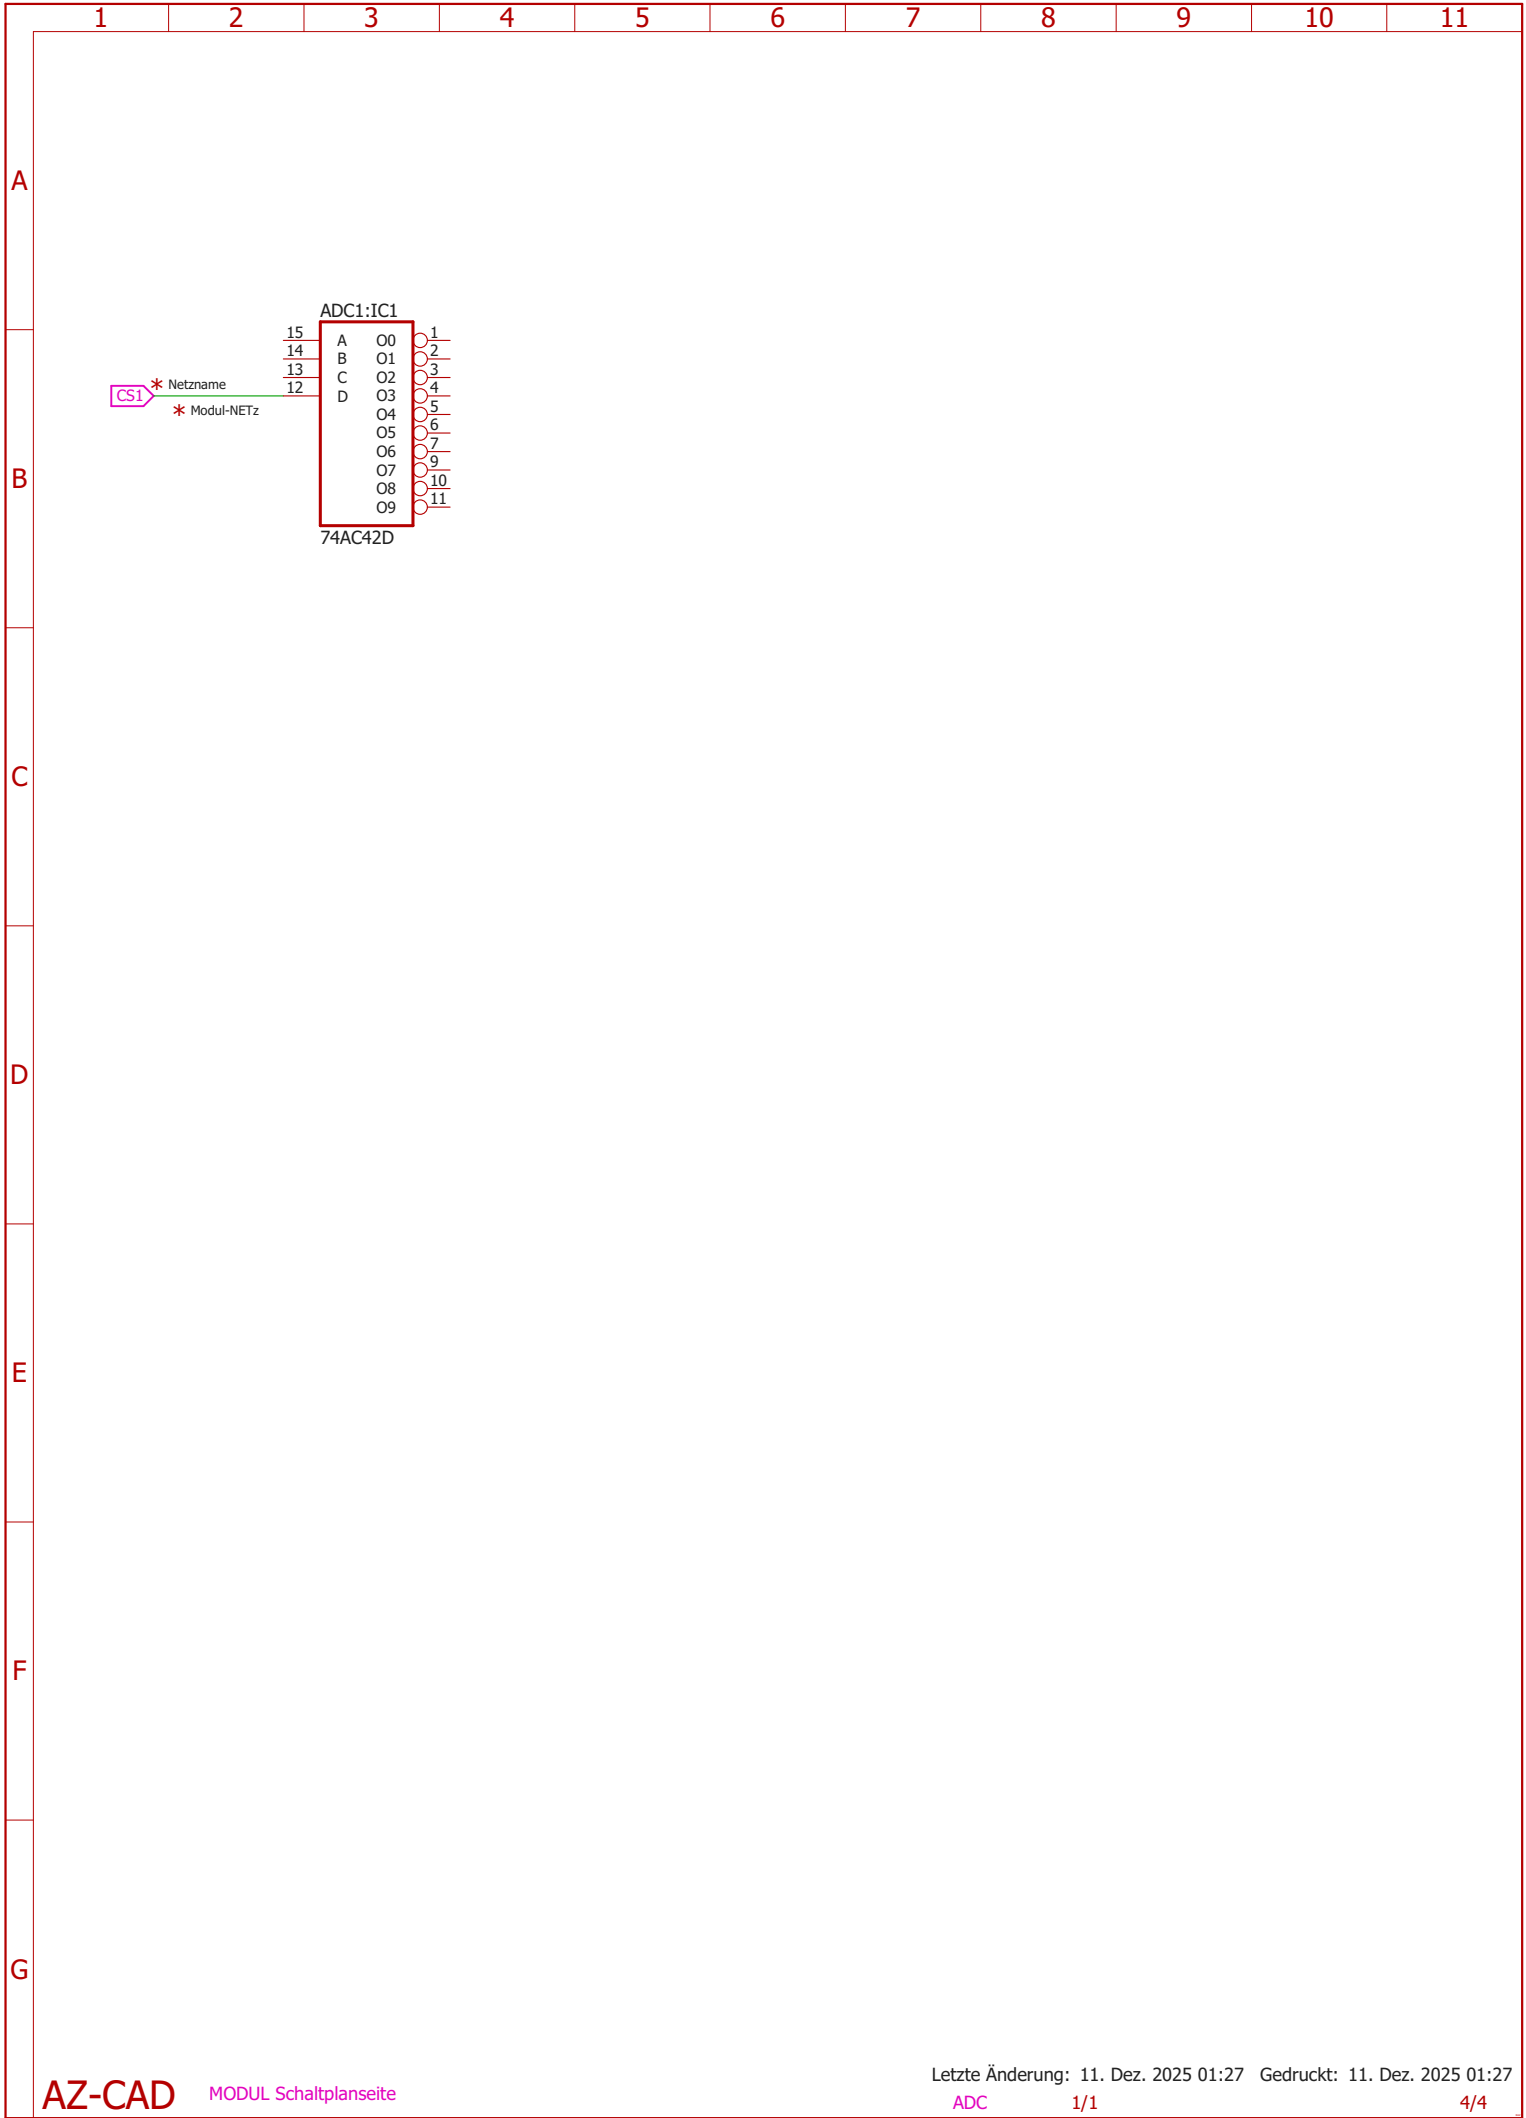 1 2 3 4 5 6 7 8 9 10 11
A
ADC1:IC1
15 A O0 1
14 B O1 2
13 C O2 3
* Netzname
CS1 12 D O3 4
* Modul-NETz
O4 5
O5 6
O6 7
B O7 9
O8 10
O9 11
74AC42D
C
D
E
F
G
Letzte Änderung: 11. Dez. 2025 01:27 Gedruckt: 11. Dez. 2025 01:27
AZ-CAD MODUL Schaltplanseite
ADC 1/1 4/4